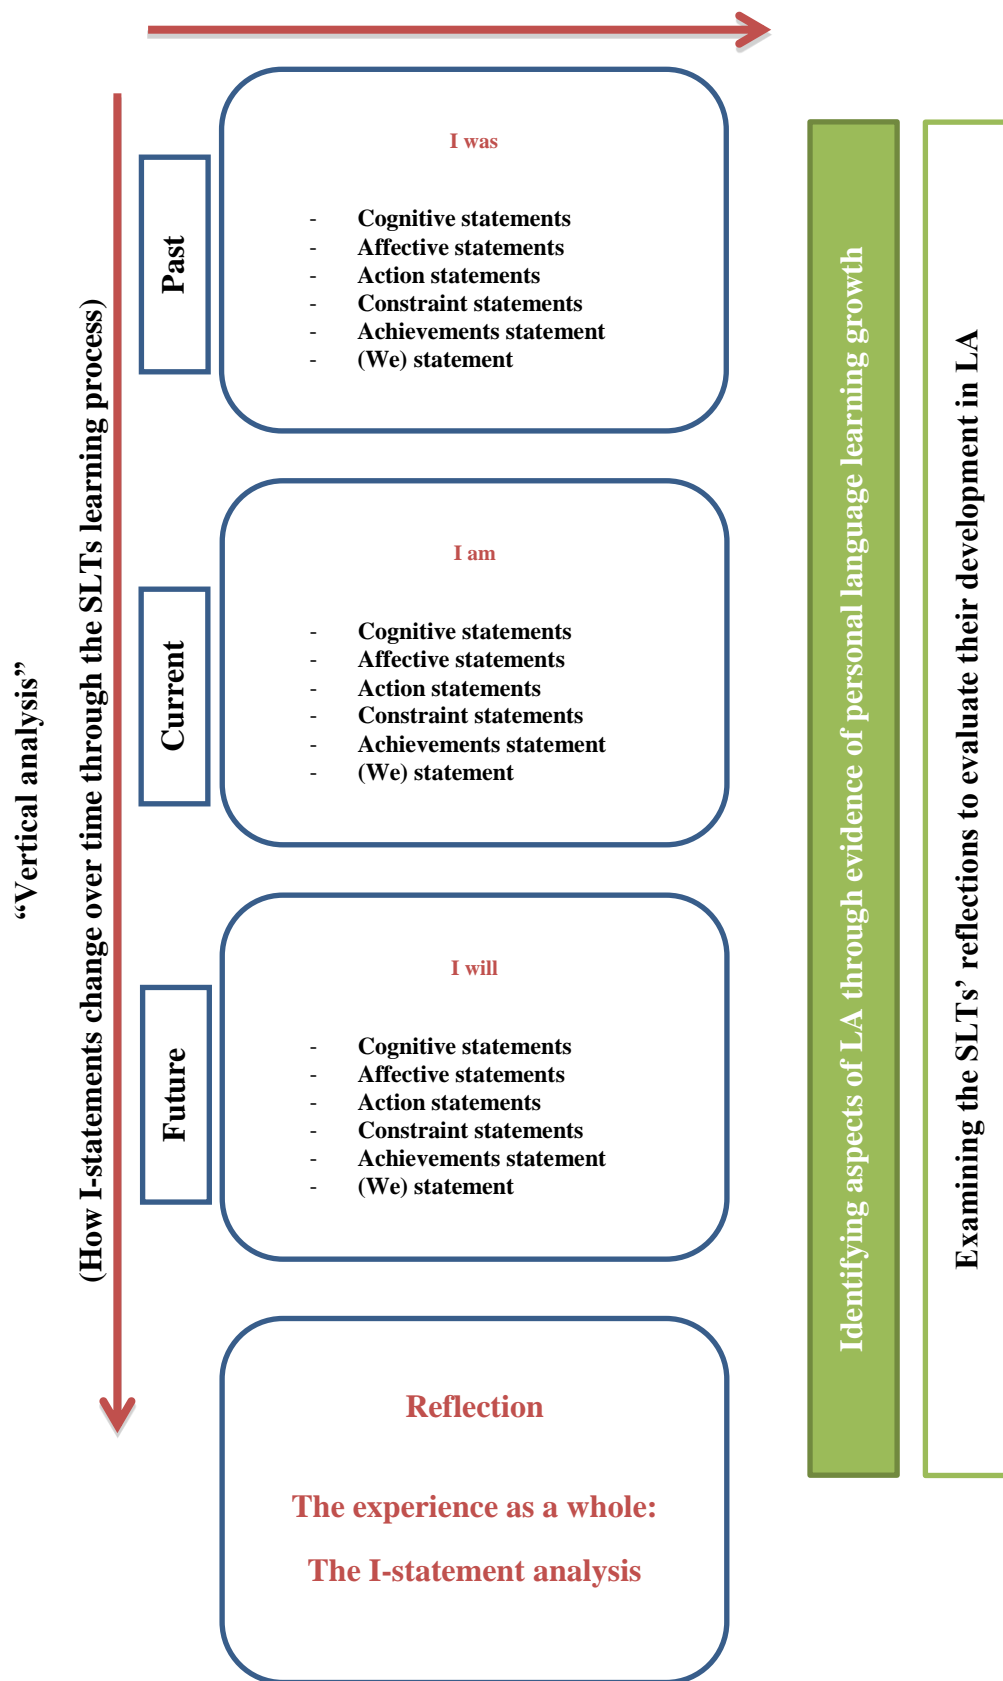 “Vertical analysis”
(How I-statements change over time through the SLTs learning process)
Past
I was
- Cognitive statements
- Affective statements
- Action statements
- Constraint statements
- Achievements statement
- (We) statement
Current
I am
- Cognitive statements
- Affective statements
- Action statements
- Constraint statements
- Achievements statement
- (We) statement
Future
I will
- Cognitive statements
- Affective statements
- Action statements
- Constraint statements
- Achievements statement
- (We) statement
Reflection
The experience as a whole:
The I-statement analysis
Identifying aspects of LA through evidence of personal language learning growth
Examining the SLTs’ reflections to evaluate their development in LA